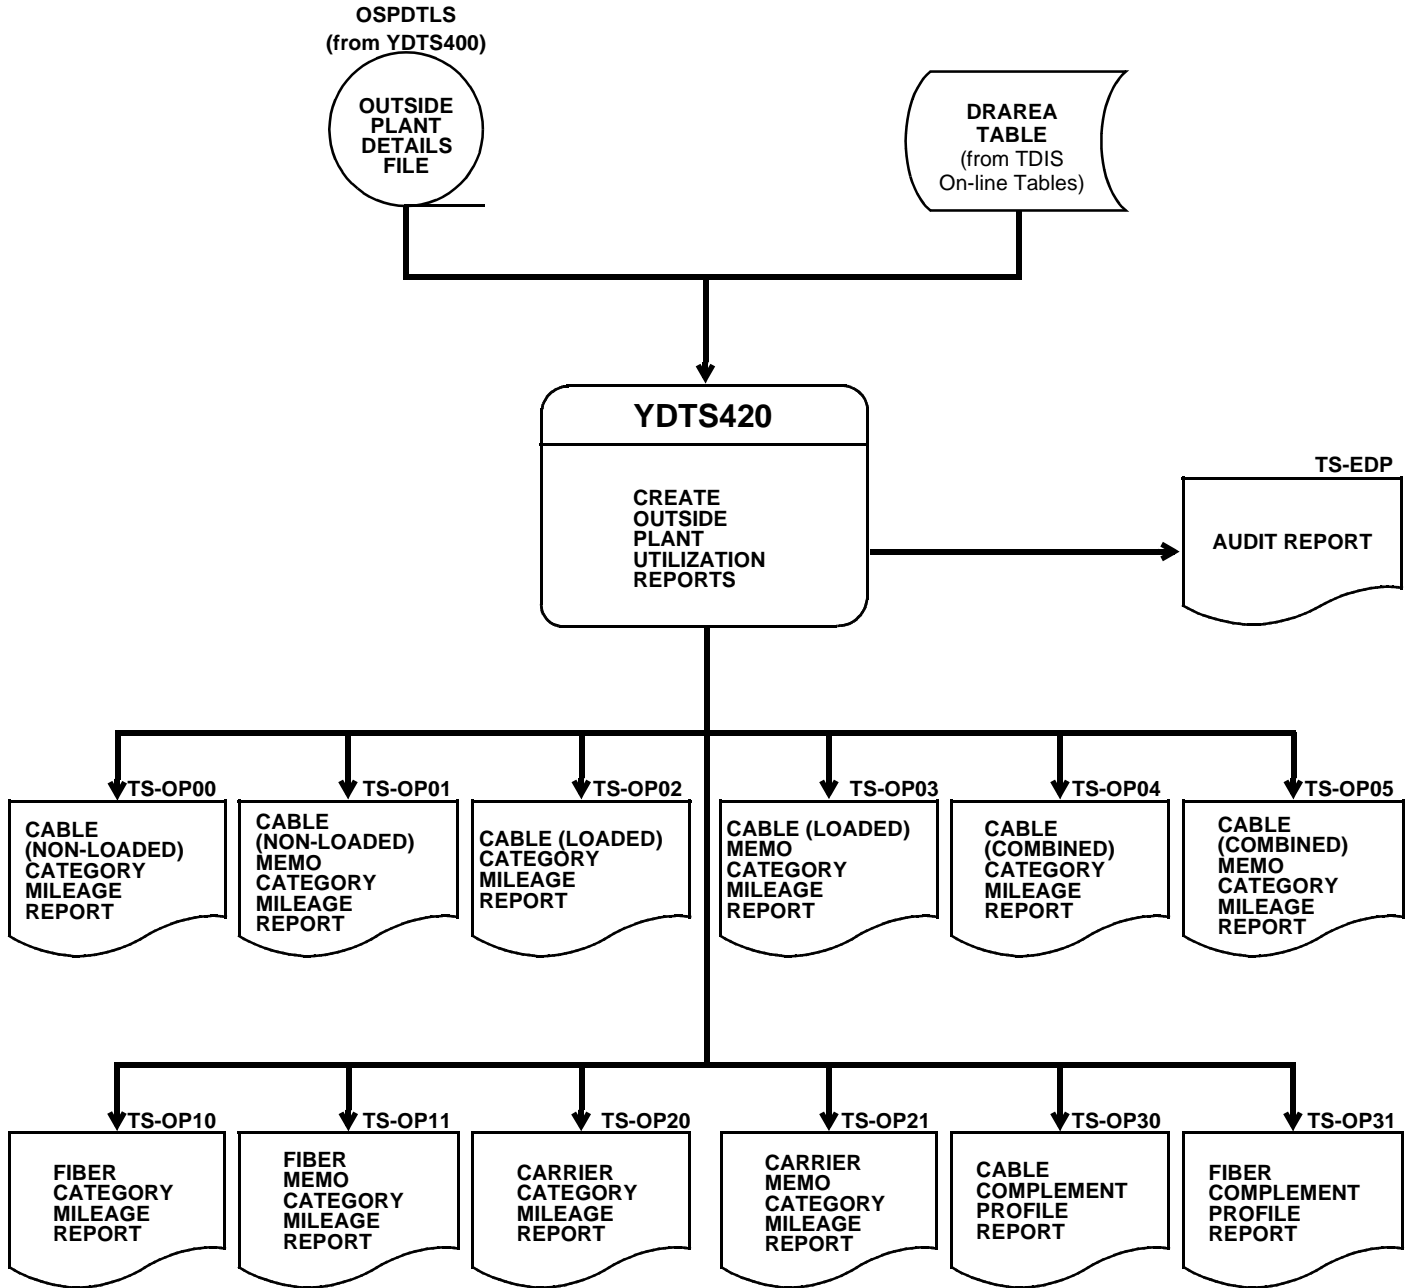 OSPDTLS
(from YDTS400)
OUTSIDE
PLANT
DETAILS
FILE
DRAREA
TABLE
(from TDIS
On-line Tables)
YDTS420
CREATE
OUTSIDE
PLANT
UTILIZATION
REPORTS
TS-EDP
AUDIT REPORT
TS-OP00
CABLE
(NON-LOADED)
CATEGORY
MILEAGE
REPORT
TS-OP01
CABLE
(NON-LOADED)
MEMO
CATEGORY
MILEAGE
REPORT
TS-OP02
CABLE (LOADED)
CATEGORY
MILEAGE
REPORT
TS-OP03
CABLE (LOADED)
MEMO
CATEGORY
MILEAGE
REPORT
TS-OP04
CABLE
(COMBINED)
CATEGORY
MILEAGE
REPORT
TS-OP05
CABLE
(COMBINED)
MEMO
CATEGORY
MILEAGE
REPORT
TS-OP10
FIBER
CATEGORY
MILEAGE
REPORT
TS-OP11
FIBER
MEMO
CATEGORY
MILEAGE
REPORT
TS-OP20
CARRIER
CATEGORY
MILEAGE
REPORT
TS-OP21
CARRIER
MEMO
CATEGORY
MILEAGE
REPORT
TS-OP30
CABLE
COMPLEMENT
PROFILE
REPORT
TS-OP31
FIBER
COMPLEMENT
PROFILE
REPORT